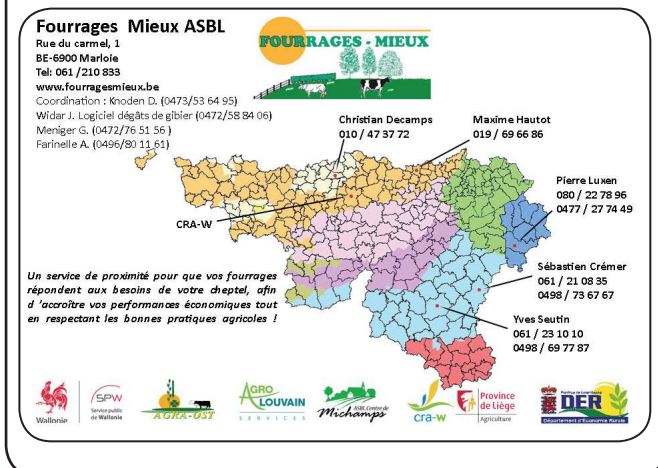 Fourrages Mieux ASBL
Rue du carmel, 1
BE-6900 Marloie
Tel: 061 /210 833
www.fourragesmieux.be
Coordination : Knoden D. (0473/53 64 95)
Widar J. Logiciel dégâts de gibier (0472/58 84 06)
Meniger G. (0472/76 51 56 )
Farinelle A. (0496/80 11 61)
FOURRAGES - MIEUX
Christian Decamps
010 / 47 37 72
Maxime Hautot
019 / 69 66 86
Pierre Luxen
080 / 22 78 96
0477 / 27 74 49
CRA-W
Sébastien Crémer
061 / 21 08 35
0498 / 73 67 67
Yves Seutin
061 / 23 10 10
0498 / 69 77 87
Un service de proximité pour que vos fourrages
répondent aux besoins de votre cheptel, afin
d 'accroître vos performances économiques tout
en respectant les bonnes pratiques agricoles !
Wallonie
SPW
Service public
de Wallonie
AGRA-OST
AGRO
LOUVAIN
SERVICES
ASBL Centre de
Michamps
cra-w
Province
de Liège
Agriculture
Province de Luxembourg
DER
Département d'Economie Rurale